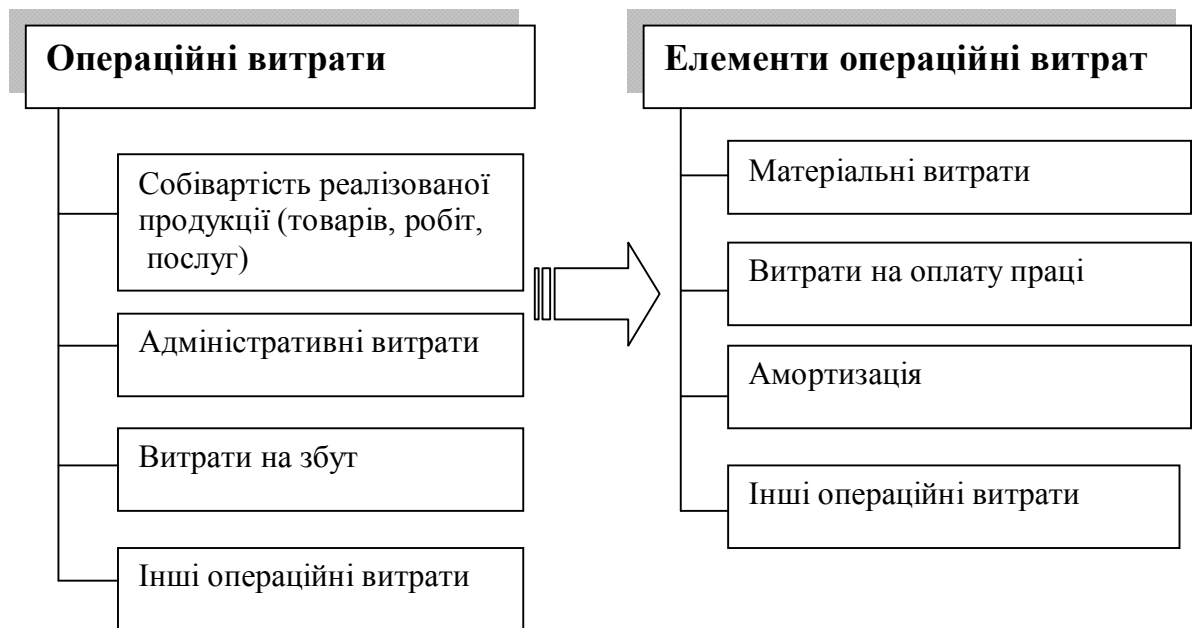 Операційні витрати
Собівартість реалізованої
продукції (товарів, робіт,
послуг)
Адміністративні витрати
Витрати на збут
Інші операційні витрати
Елементи операційні витрат
Матеріальні витрати
Витрати на оплату праці
Амортизація
Інші операційні витрати